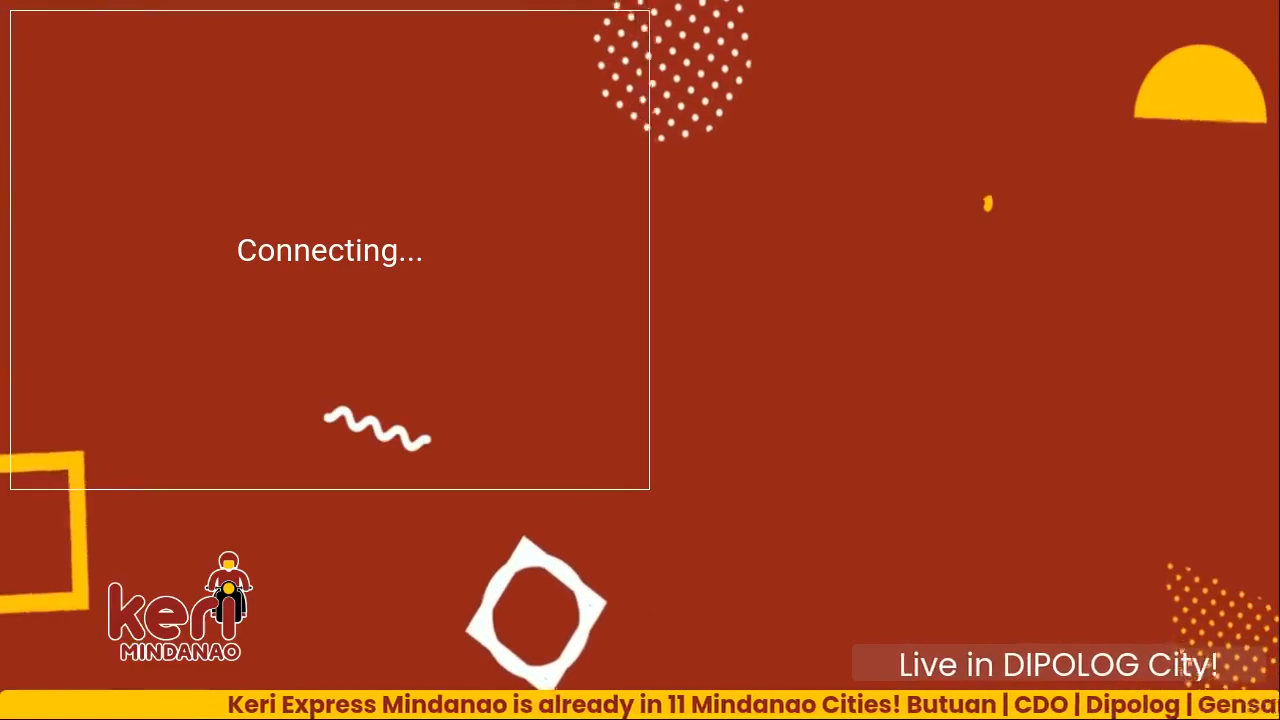 Connecting...
keri
MINDANAO
Live in DIPOLOG City!
Keri Express Mindanao is already in 11 Mindanao Cities! Butuan | CDO | Dipolog | Gensa